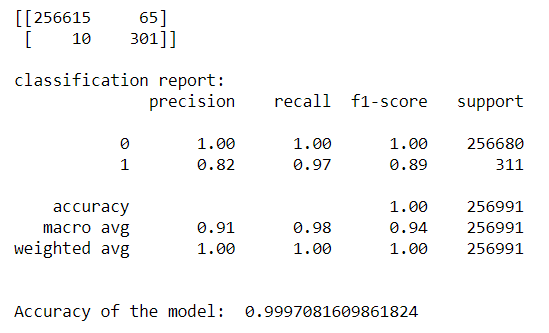 [[256615 65]
[ 10 301]]
classification report:
precision recall f1-score support
0 1.00 1.00 1.00 256680
1 0.82 0.97 0.89 311
accuracy 1.00 256991
macro avg 0.91 0.98 0.94 256991
weighted avg 1.00 1.00 1.00 256991
Accuracy of the model: 0.9997081609861824